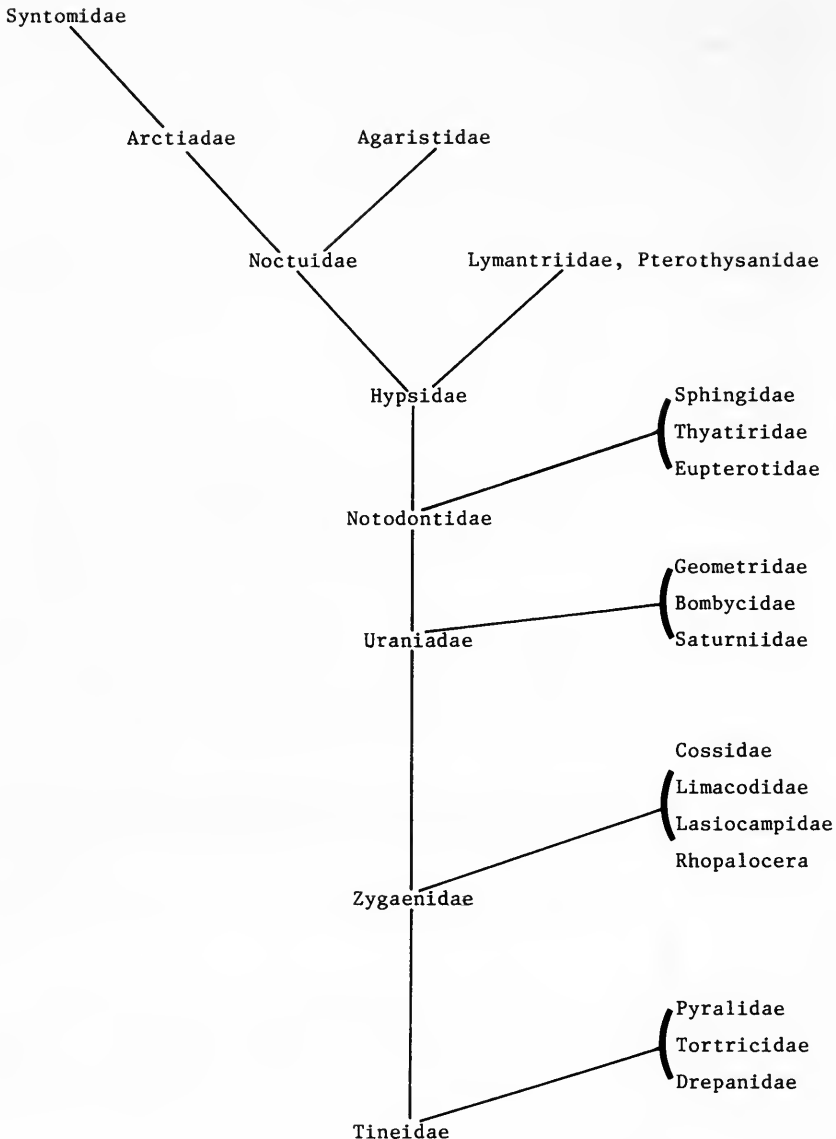 Syntomidae
Arctiadae Agaristidae
Noctuidae Lymantriidae, Pterothysanidae
Hypsidae Sphingidae
Thyatiridae
Eupterotidae
Notodontidae
Geometridae
Bombycidae
Uraniadae Saturniidae
Cossidae
Limacodidae
Lasiocampidae
Rhopalocera
Zygaenidae
Pyralidae
Tortricidae
Drepanidae
Tineidae